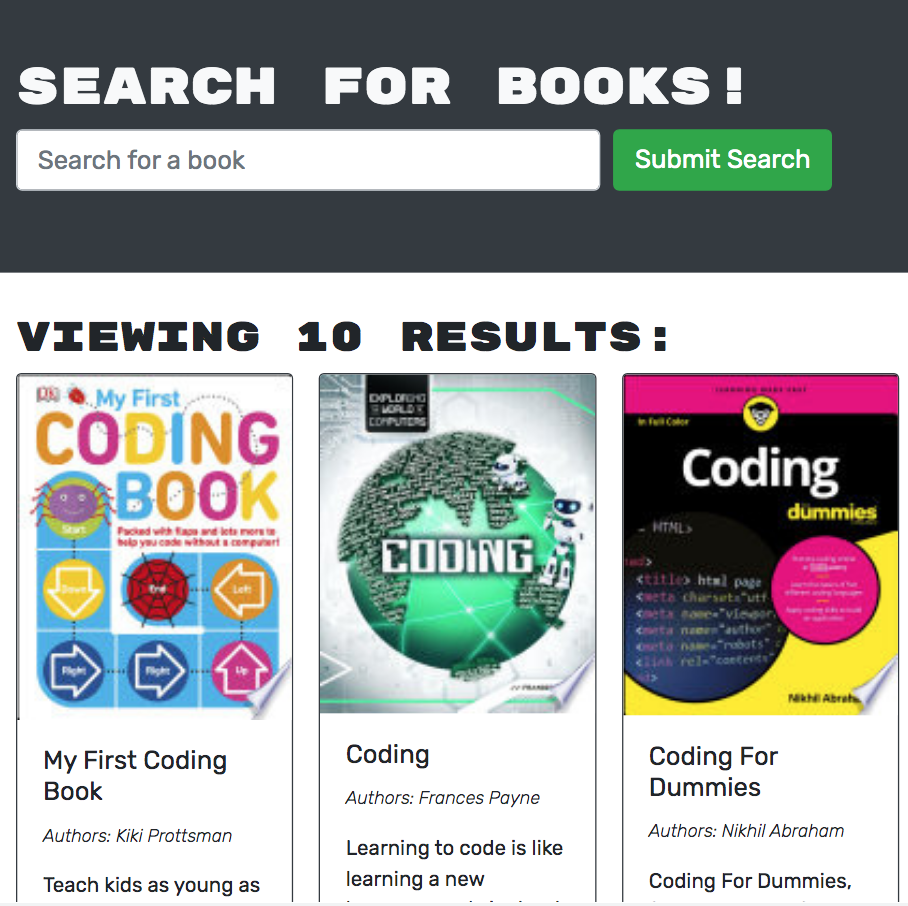 SEARCH FOR BOOKS!
Search for a book
Submit Search
VIEWING 10 RESULTS:
DK
My First
CODING
BOOK
Packed with flaps and lots more to
help you code without a computer!
Start
Down
End
Left
Right
Right
Up
EXPLORING
THE WORLD OF
COMPUTERS
CODING
LEARNING MADE EASY
In Full Color
Coding
dummies
HTML>
<title> html page
<meta charset="utf
<meta name="viewpor
<meta name="author"
<meta name="robots"
<link rel="contents"
Nikhil Abraha
My First Coding
Book
Authors: Kiki Prottsman
Teach kids as young as
Coding
Authors: Frances Payne
Learning to code is like
learning a new
Coding For
Dummies
Authors: Nikhil Abraham
Coding For Dummies,